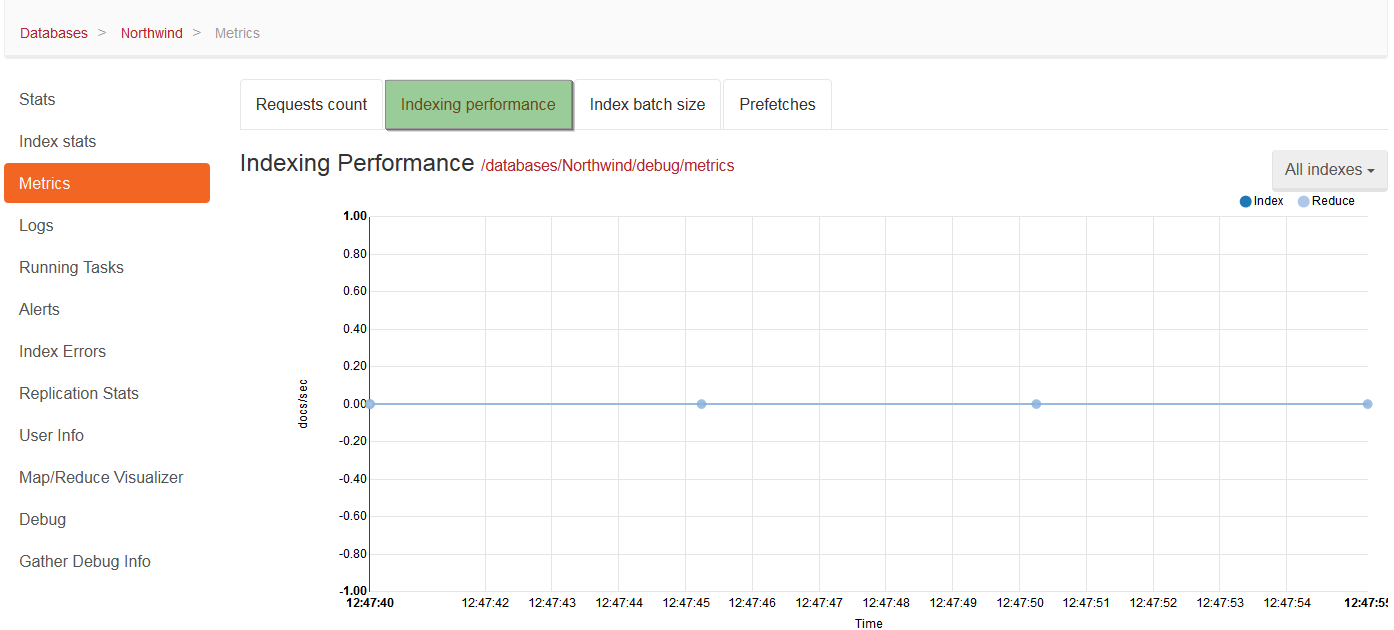 Databases > Northwind > Metrics
Stats
Index stats
Metrics
Logs
Running Tasks
Alerts
Index Errors
Replication Stats
User Info
Map/Reduce Visualizer
Debug
Gather Debug Info
Requests count Indexing performance Index batch size Prefetches
Indexing Performance /databases/Northwind/debug/metrics
All indexes
Index Reduce
1.00
0.80
0.60
0.40
0.20
0.00
-0.20
-0.40
-0.60
-0.80
-1.00
docs/sec
12:47:40 12:47:42 12:47:43 12:47:44 12:47:45 12:47:46 12:47:47 12:47:48 12:47:49 12:47:50 12:47:51 12:47:52 12:47:53 12:47:54 12:47:55
Time